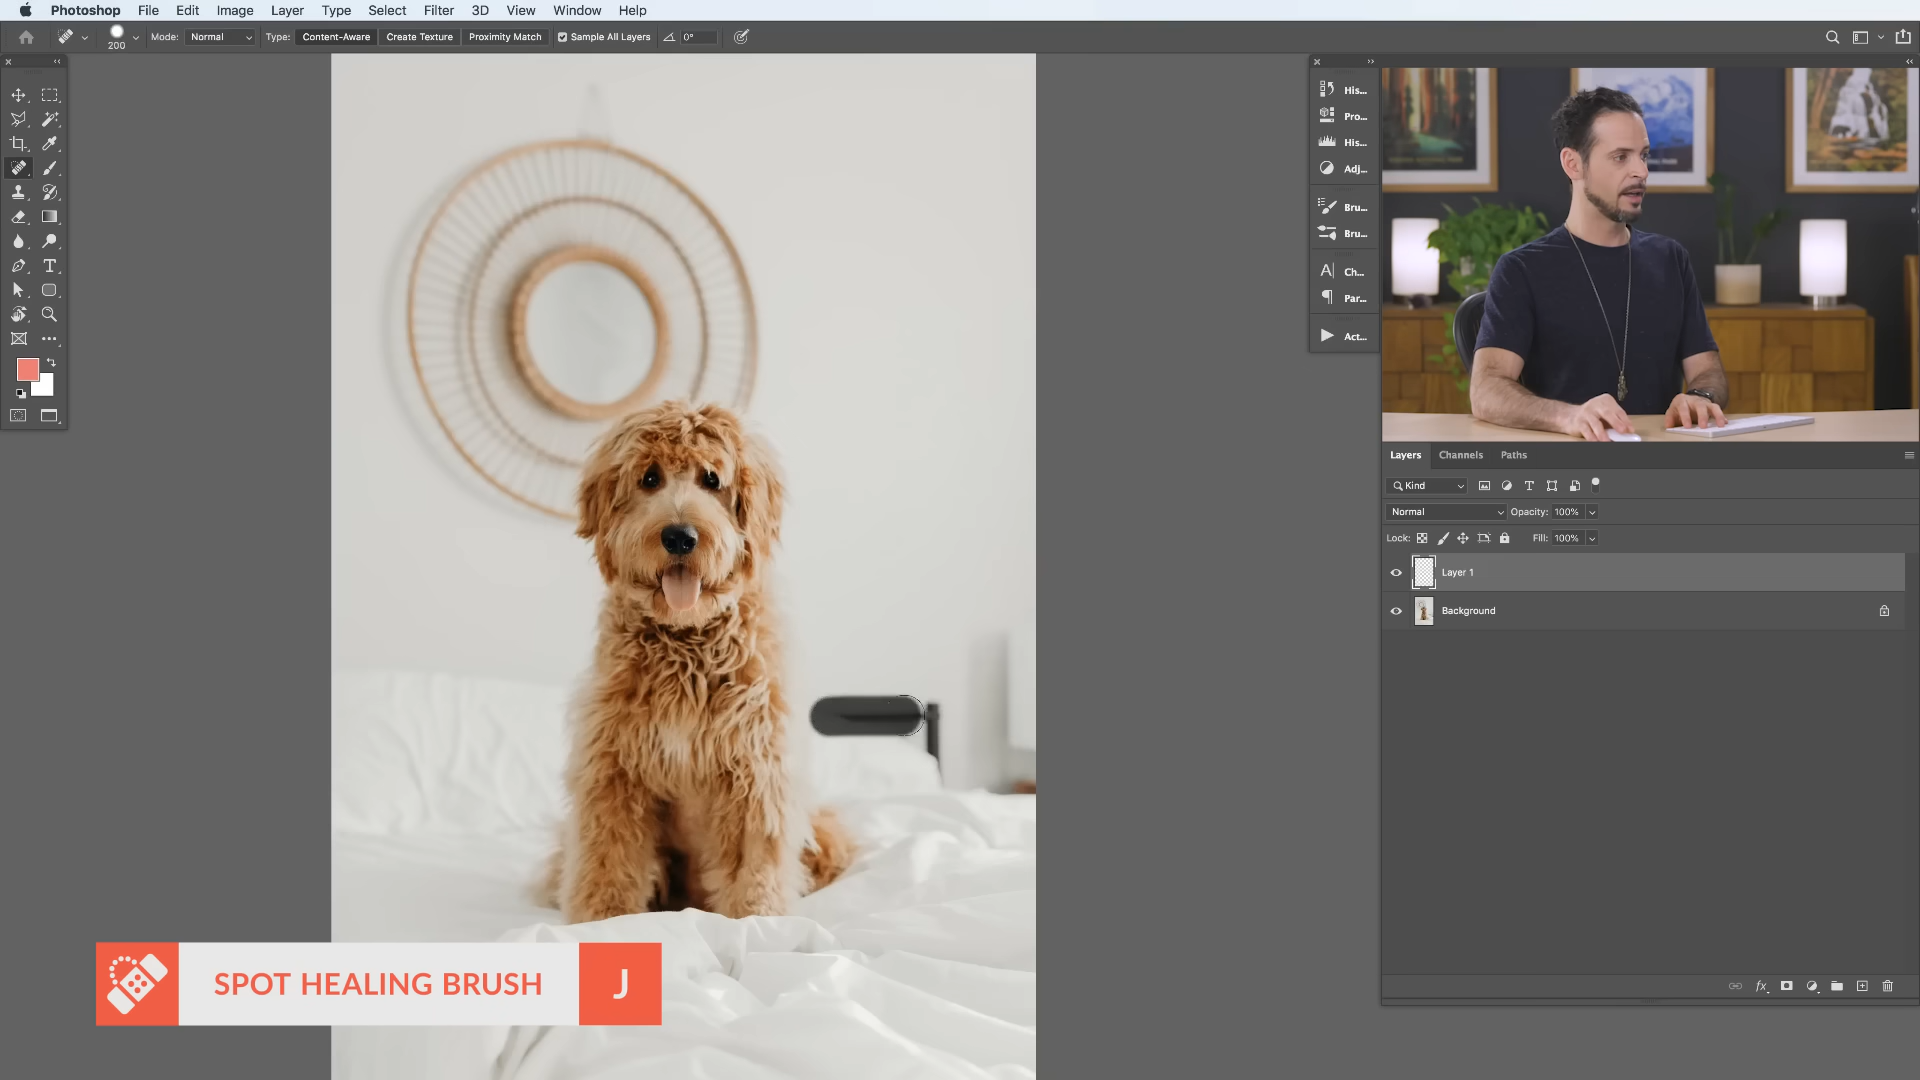 Photoshop File Edit Image Layer Type Select Filter 3D View Window Help
200 Mode: Normal Type: Content-Aware Create Texture Proximity Match Sample All Layers 0°
His...
Pro...
His...
Adj...
Bru...
Bru...
Ch...
Par...
Act...
Layers Channels Paths
Kind
Normal Opacity: 100%
Lock: Fill: 100%
Layer 1
Background
fx
SPOT HEALING BRUSH J